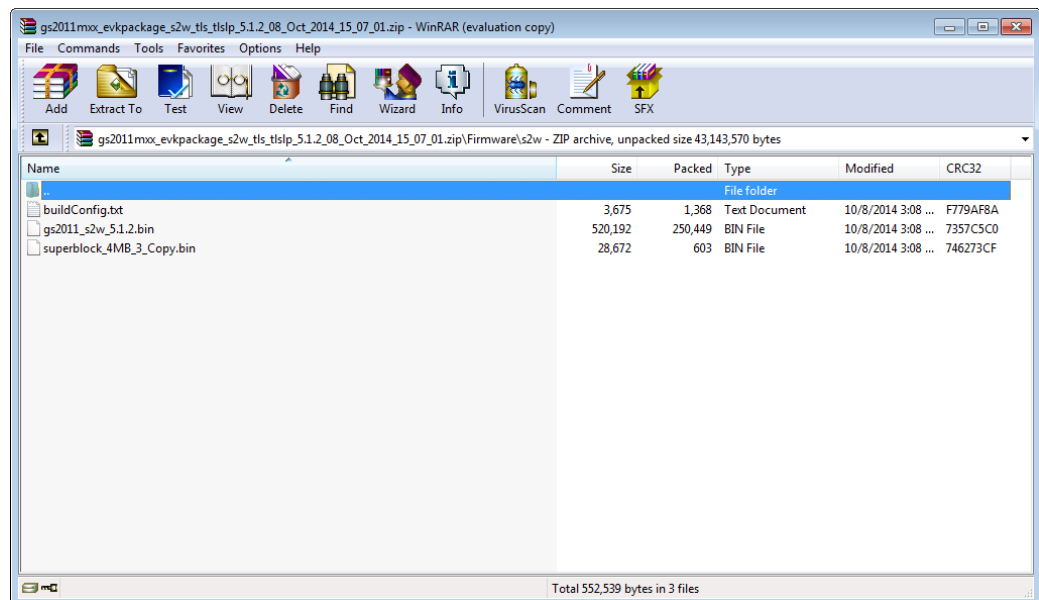 gs2011mxx_evkpackage_s2w_tls_tlslp_5.1.2_08_Oct_2014_15_07_01.zip - WinRAR (evaluation copy)
File Commands Tools Favorites Options Help
Add Extract To Test View Delete Find Wizard Info VirusScan Comment SFX
gs2011mxx_evkpackage_s2w_tls_tlslp_5.1.2_08_Oct_2014_15_07_01.zip\Firmware\s2w - ZIP archive, unpacked size 43,143,570 bytes
Name Size Packed Type Modified CRC32
.. File folder
buildConfig.txt 3,675 1,368 Text Document 10/8/2014 3:08 ... F779AF8A
gs2011_s2w_5.1.2.bin 520,192 250,449 BIN File 10/8/2014 3:08 ... 7357C5C0
superblock_4MB_3_Copy.bin 28,672 603 BIN File 10/8/2014 3:08 ... 746273CF
Total 552,539 bytes in 3 files